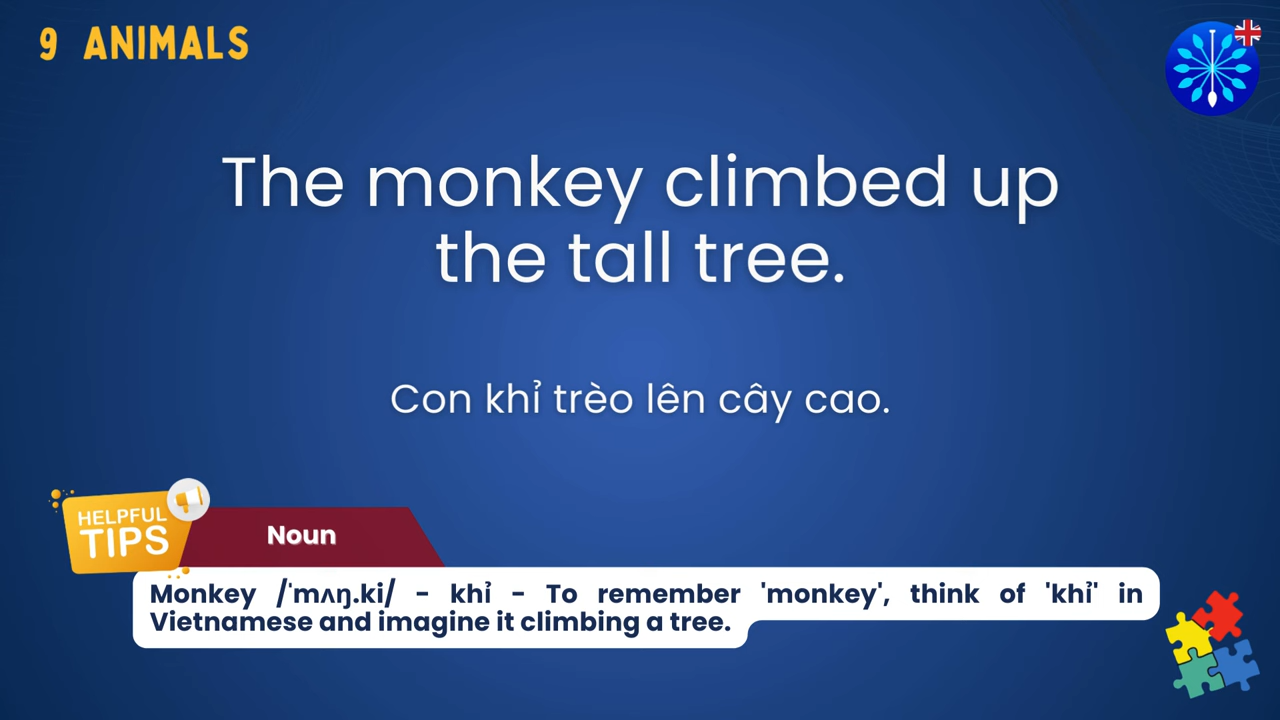 9 ANIMALS
The monkey climbed up
the tall tree.
Con khỉ trèo lên cây cao.
HELPFUL
TIPS
Noun
Monkey /ˈmʌŋ.ki/ - khỉ - To remember 'monkey', think of 'khỉ' in
Vietnamese and imagine it climbing a tree.